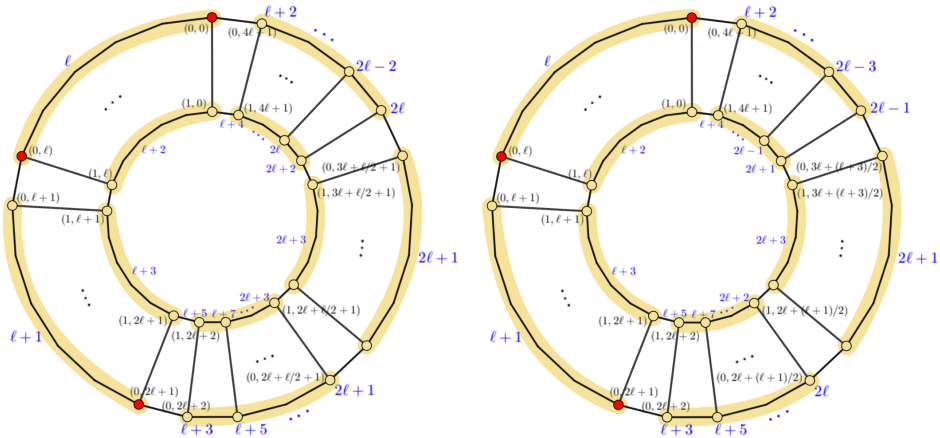 ℓ + 2
⋯
(0, 0)
(0, 4ℓ + 1)
ℓ
2ℓ − 2
⋯
⋯
2ℓ
(1, 0)
(1, 4ℓ + 1)
ℓ + 4
⋯
2ℓ
2ℓ + 2
(0, ℓ)
ℓ + 2
(0, 3ℓ + ℓ/2 + 1)
(1, ℓ)
(1, 3ℓ + ℓ/2 + 1)
(0, ℓ + 1)
(1, ℓ + 1)
2ℓ + 3
⋮
2ℓ + 1
ℓ + 3
⋮
2ℓ + 3
(1, 2ℓ + ℓ/2 + 1)
ℓ + 5
ℓ + 7
⋯
(1, 2ℓ + 1)
(1, 2ℓ + 2)
ℓ + 1
⋯
(0, 2ℓ + ℓ/2 + 1)
(0, 2ℓ + 1)
2ℓ + 1
(0, 2ℓ + 2)
ℓ + 3
ℓ + 5
⋯
ℓ + 2
⋯
(0, 0)
(0, 4ℓ + 1)
ℓ
2ℓ − 3
⋯
⋯
2ℓ − 1
(1, 0)
(1, 4ℓ + 1)
ℓ + 4
⋯
2ℓ − 1
2ℓ + 1
(0, ℓ)
ℓ + 2
(0, 3ℓ + (ℓ + 3)/2)
(1, ℓ)
(1, 3ℓ + (ℓ + 3)/2)
(0, ℓ + 1)
(1, ℓ + 1)
2ℓ + 3
⋮
2ℓ + 1
ℓ + 3
⋮
2ℓ + 2
(1, 2ℓ + (ℓ + 1)/2)
ℓ + 5
ℓ + 7
⋯
(1, 2ℓ + 1)
(1, 2ℓ + 2)
ℓ + 1
⋯
(0, 2ℓ + (ℓ + 1)/2)
(0, 2ℓ + 1)
2ℓ
(0, 2ℓ + 2)
ℓ + 3
ℓ + 5
⋯